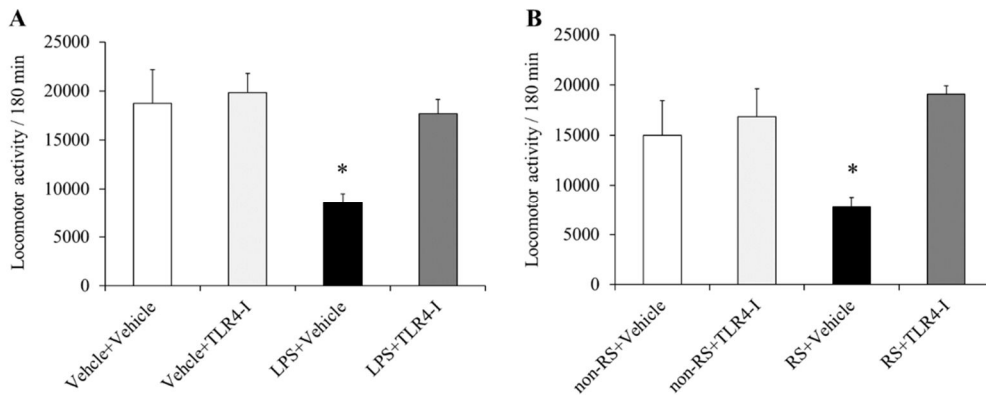 A
Locomotor activity / 180 min
25000
20000
15000
10000
5000
0
*
Vehcle+Vehicle
Vehcle+TLR4-I
LPS+Vehicle
LPS+TLR4-I
B
Locomotor activity / 180 min
25000
20000
15000
10000
5000
0
*
non-RS+Vehicle
non-RS+TLR4-I
RS+Vehicle
RS+TLR4-I